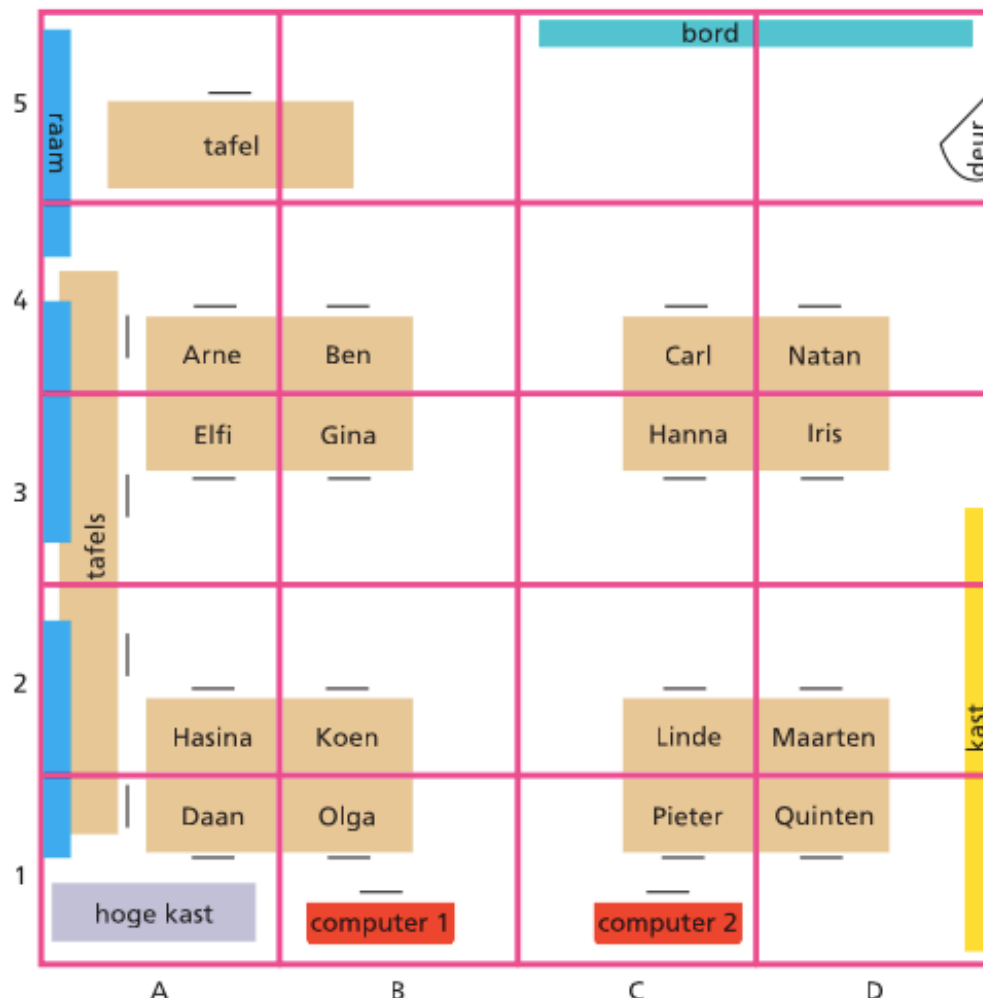 bord
5
raam
tafel
deur
4
Arne
Ben
Carl
Natan
Elfi
Gina
Hanna
Iris
3
tafels
2
Hasina
Koen
Linde
Maarten
kast
Daan
Olga
Pieter
Quinten
1
hoge kast
computer 1
computer 2
A
B
C
D